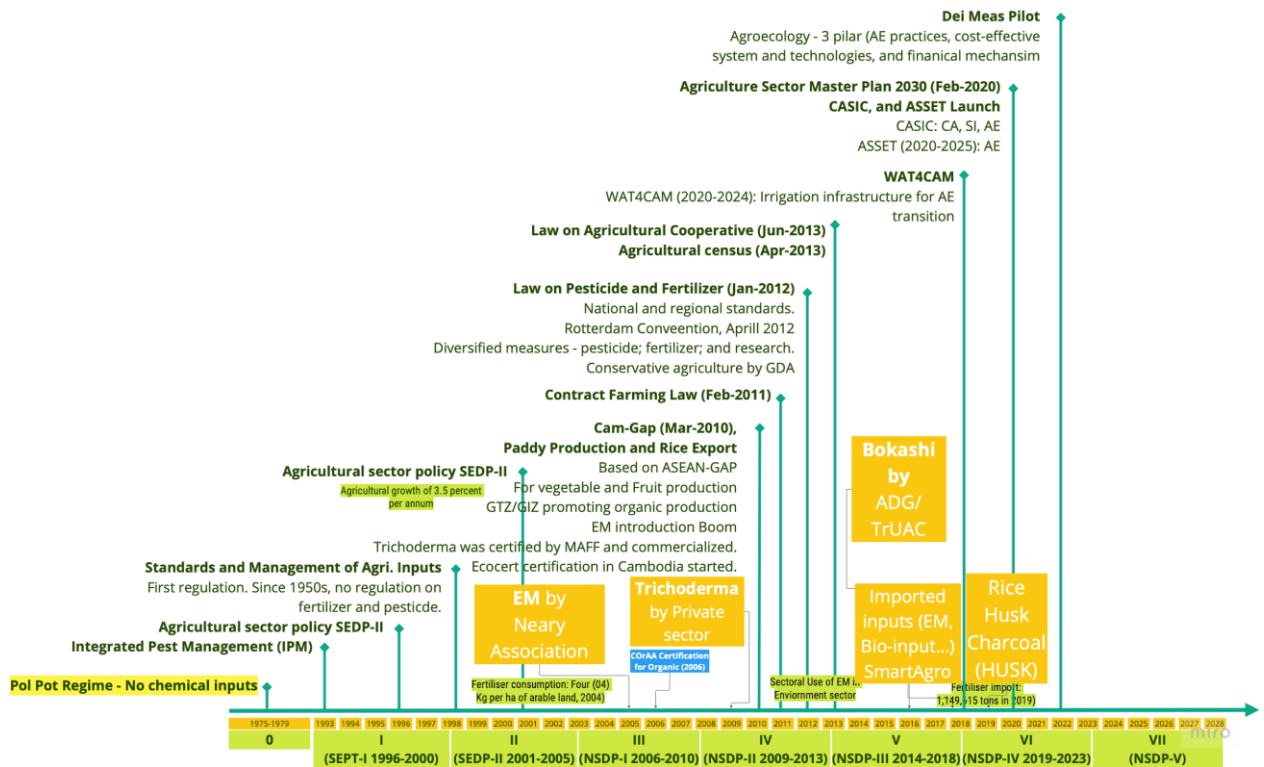 Dei Meas Pilot
Agroecology - 3 pilar (AE practices, cost-effective
system and technologies, and finanical mechansim
Agriculture Sector Master Plan 2030 (Feb-2020)
CASIC, and ASSET Launch
CASIC: CA, SI, AE
ASSET (2020-2025): AE
WAT4CAM
WAT4CAM (2020-2024): Irrigation infrastructure for AE
transition
Law on Agricultural Cooperative (Jun-2013)
Agricultural census (Apr-2013)
Law on Pesticide and Fertilizer (Jan-2012)
National and regional standards.
Rotterdam Conveention, Aprill 2012
Diversified measures - pesticide; fertilizer; and research.
Conservative agriculture by GDA
Contract Farming Law (Feb-2011)
Cam-Gap (Mar-2010),
Paddy Production and Rice Export
Based on ASEAN-GAP
For vegetable and Fruit production
GTZ/GIZ promoting organic production
EM introduction Boom
Trichoderma was certified by MAFF and commercialized.
Ecocert certification in Cambodia started.
Agricultural sector policy SEDP-II
Agricultural growth of 3.5 percent
per annum
Standards and Management of Agri. Inputs
First regulation. Since 1950s, no regulation on
fertilizer and pesticde.
Agricultural sector policy SEDP-II
Integrated Pest Management (IPM)
Pol Pot Regime - No chemical inputs
EM by
Neary
Association
Fertiliser consumption: Four (04)
Kg per ha of arable land, 2004)
Trichoderma
by Private
sector
COrAA Certification
for Organic (2006)
Bokashi
by
ADG/
TrUAC
Imported
inputs (EM,
Bio-input...)
SmartAgro
Sectoral Use of EM in
Enviornment sector
Rice
Husk
Charcoal
(HUSK)
Fertiliser import:
1,149,515 tons in 2019)
1975-1979 1993 1994 1995 1996 1997 1998 1999 2000 2001 2002 2003 2004 2005 2006 2007 2008 2009 2010 2011 2012 2013 2014 2015 2016 2017 2018 2019 2020 2021 2022 2023 2024 2025 2026 2027 2028
0 I II III IV V VI VII
(SEPT-I 1996-2000) (SEDP-II 2001-2005) (NSDP-I 2006-2010) (NSDP-II 2009-2013) (NSDP-III 2014-2018) (NSDP-IV 2019-2023) (NSDP-V)
miro